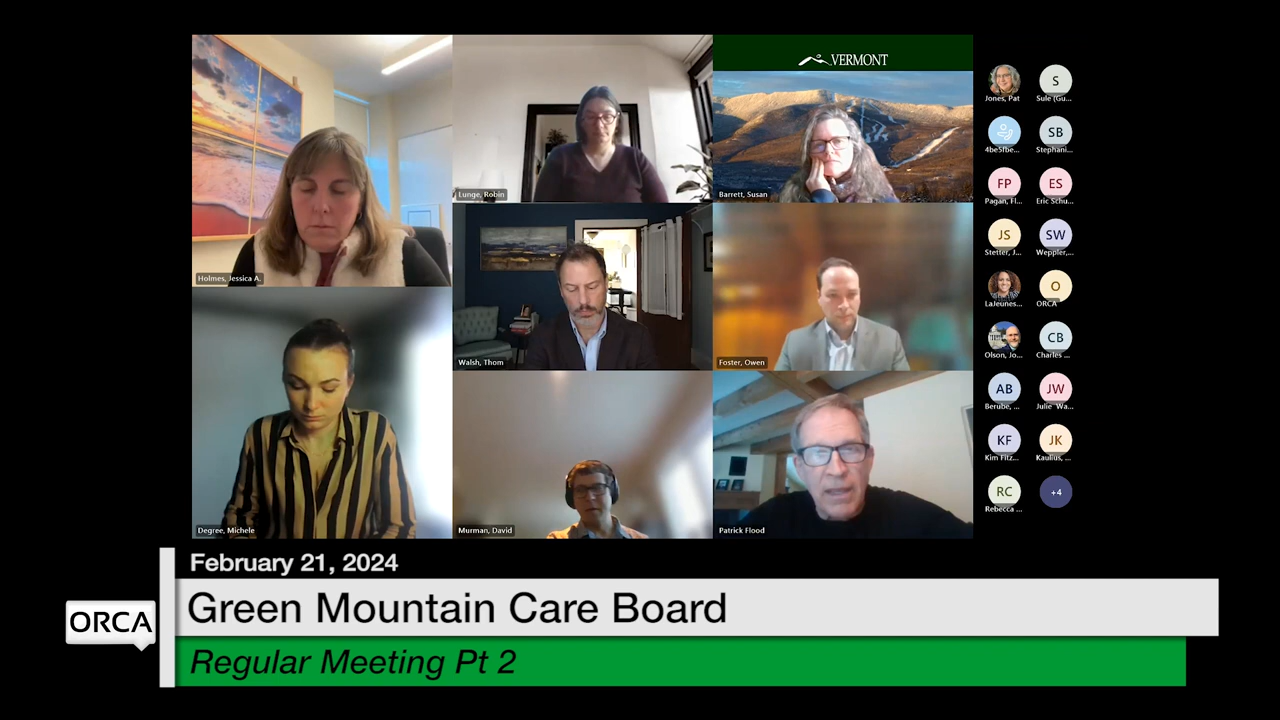 VERMONT
Holmes, Jessica A.
Lunge, Robin
Barrett, Susan
Walsh, Thom
Foster, Owen
Degree, Michele
Murman, David
Patrick Flood
Jones, Pat
Sule (Gu...
4be5fbe...
SB
Stephani...
S
FP
Pagan, Fl...
ES
Eric Schu...
JS
Stetter, J...
SW
Weppler,...
LaJeunes...
O
ORCA
Olson, Jo...
CB
Charles ...
AB
Berube, ...
JW
Julie Wa...
KF
Kim Fitz...
JK
Kaulius, ...
RC
Rebecca ...
+4
February 21, 2024
ORCA
Green Mountain Care Board
Regular Meeting Pt 2